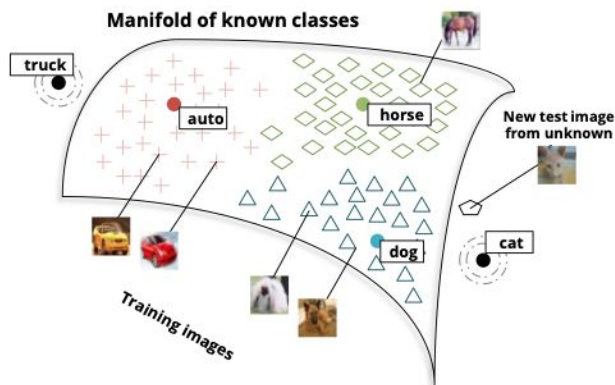 Manifold of known classes
truck
auto
horse
New test image
from unknown
dog
cat
Training images